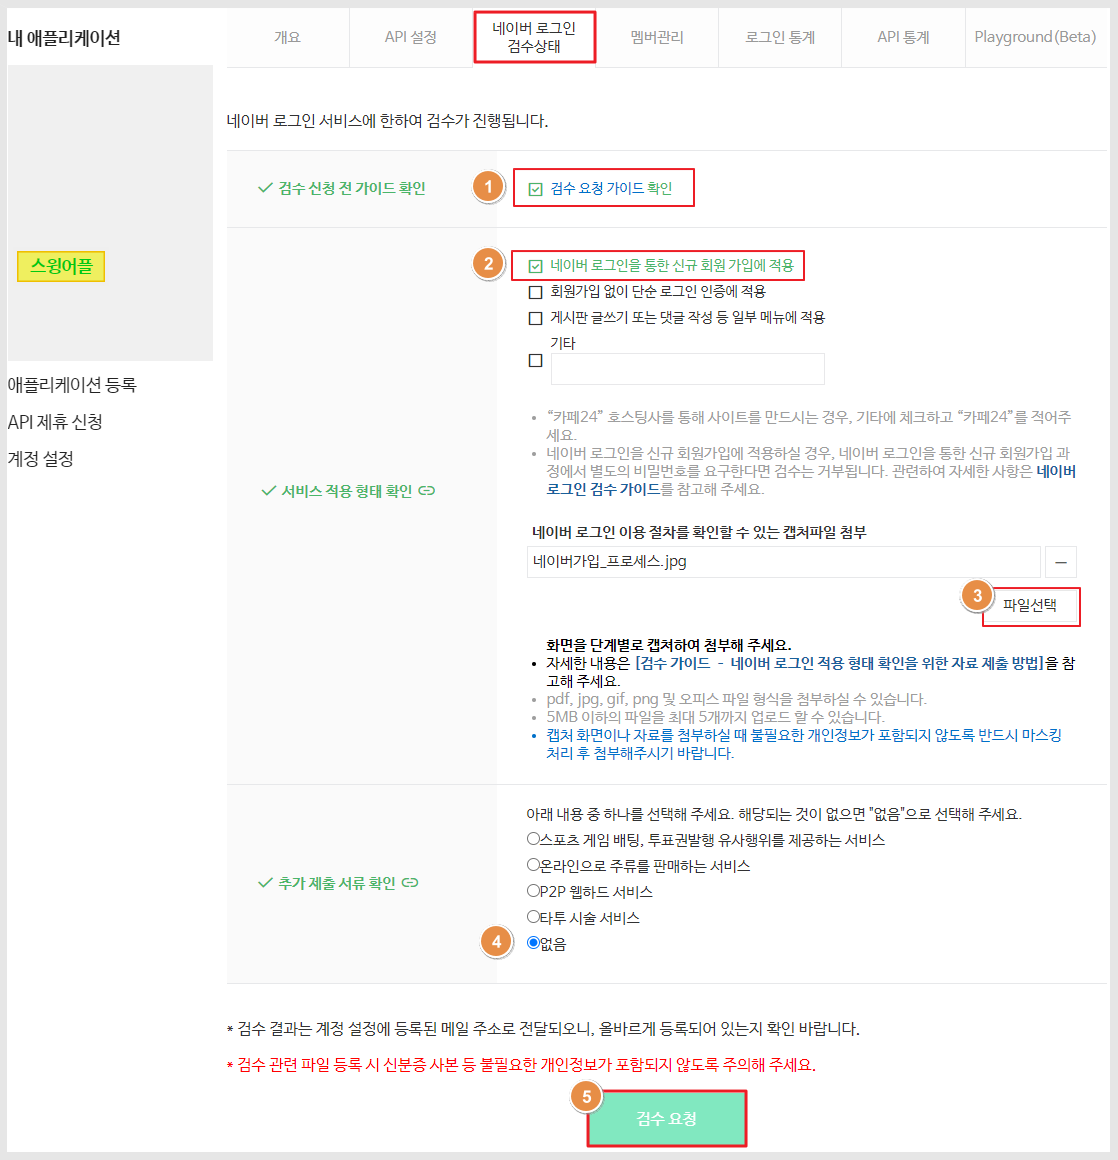 내 애플리케이션
개요
API 설정
네이버 로그인
검수상태
멤버관리
로그인 통계
API 통계
Playground(Beta)
스윙어플
애플리케이션 등록
API 제휴 신청
계정 설정
네이버 로그인 서비스에 한하여 검수가 진행됩니다.
검수 신청 전 가이드 확인
1
검수 요청 가이드 확인
서비스 적용 형태 확인
2
네이버 로그인을 통한 신규 회원 가입에 적용
회원가입 없이 단순 로그인 인증에 적용
게시판 글쓰기 또는 댓글 작성 등 일부 메뉴에 적용
기타
• “카페24” 호스팅사를 통해 사이트를 만드시는 경우, 기타에 체크하고 “카페24”를 적어주
세요.
• 네이버 로그인을 신규 회원가입에 적용하실 경우, 네이버 로그인을 통한 신규 회원가입 과
정에서 별도의 비밀번호를 요구한다면 검수는 거부됩니다. 관련하여 자세한 사항은 네이버
로그인 검수 가이드를 참고해 주세요.
네이버 로그인 이용 절차를 확인할 수 있는 캡처파일 첨부
네이버가입_프로세스.jpg
3
파일선택
화면을 단계별로 캡쳐하여 첨부해 주세요.
• 자세한 내용은 [검수 가이드 - 네이버 로그인 적용 형태 확인을 위한 자료 제출 방법]을 참
고해 주세요.
• pdf, jpg, gif, png 및 오피스 파일 형식을 첨부하실 수 있습니다.
• 5MB 이하의 파일을 최대 5개까지 업로드 할 수 있습니다.
• 캡처 화면이나 자료를 첨부하실 때 불필요한 개인정보가 포함되지 않도록 반드시 마스킹
처리 후 첨부해주시기 바랍니다.
추가 제출 서류 확인
아래 내용 중 하나를 선택해 주세요. 해당되는 것이 없으면 "없음"으로 선택해 주세요.
스포츠 게임 배팅, 투표권발행 유사행위를 제공하는 서비스
온라인으로 주류를 판매하는 서비스
P2P 웹하드 서비스
타투 시술 서비스
4
없음
* 검수 결과는 계정 설정에 등록된 메일 주소로 전달되오니, 올바르게 등록되어 있는지 확인 바랍니다.
* 검수 관련 파일 등록 시 신분증 사본 등 불필요한 개인정보가 포함되지 않도록 주의해 주세요.
5
검수 요청